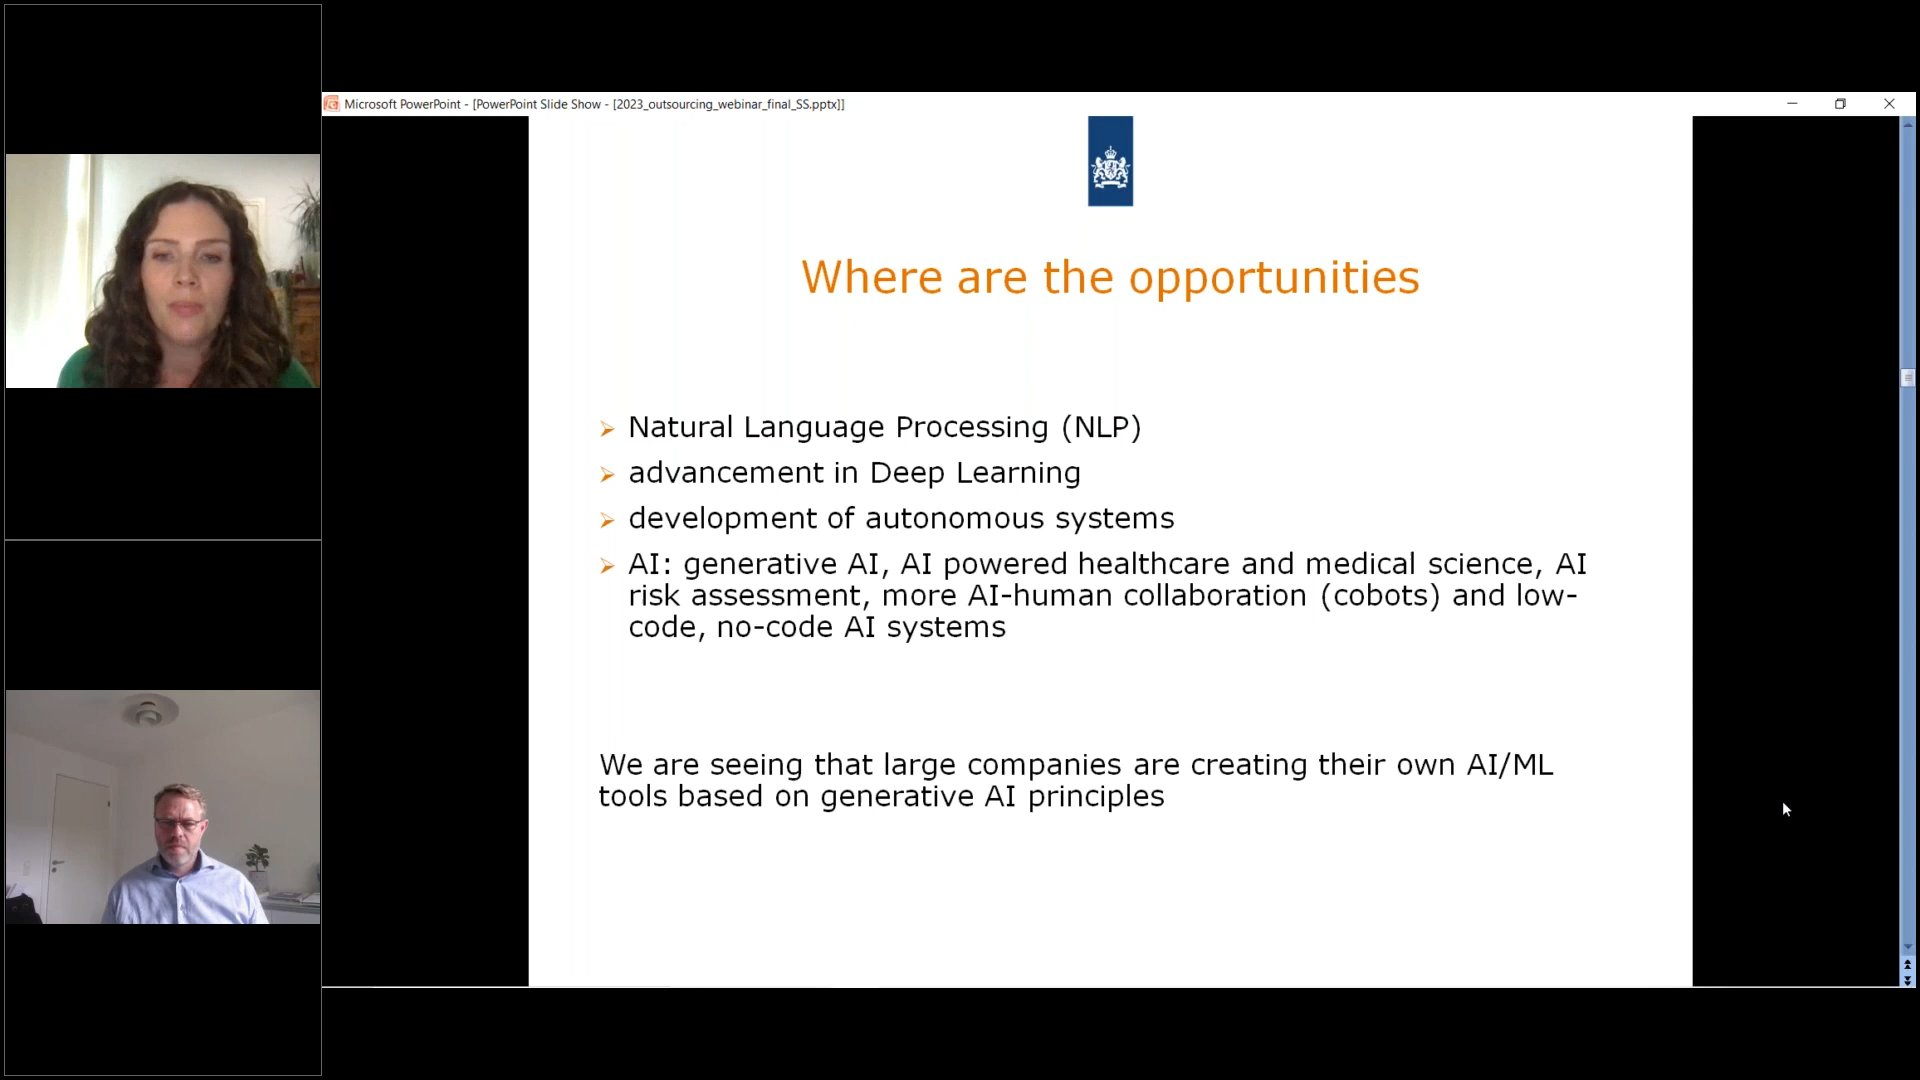 Microsoft PowerPoint - [PowerPoint Slide Show - [2023_outsourcing_webinar_final_SS.pptx]]
Where are the opportunities
Natural Language Processing (NLP)
advancement in Deep Learning
development of autonomous systems
AI: generative AI, AI powered healthcare and medical science, AI
risk assessment, more AI-human collaboration (cobots) and low-
code, no-code AI systems
We are seeing that large companies are creating their own AI/ML
tools based on generative AI principles